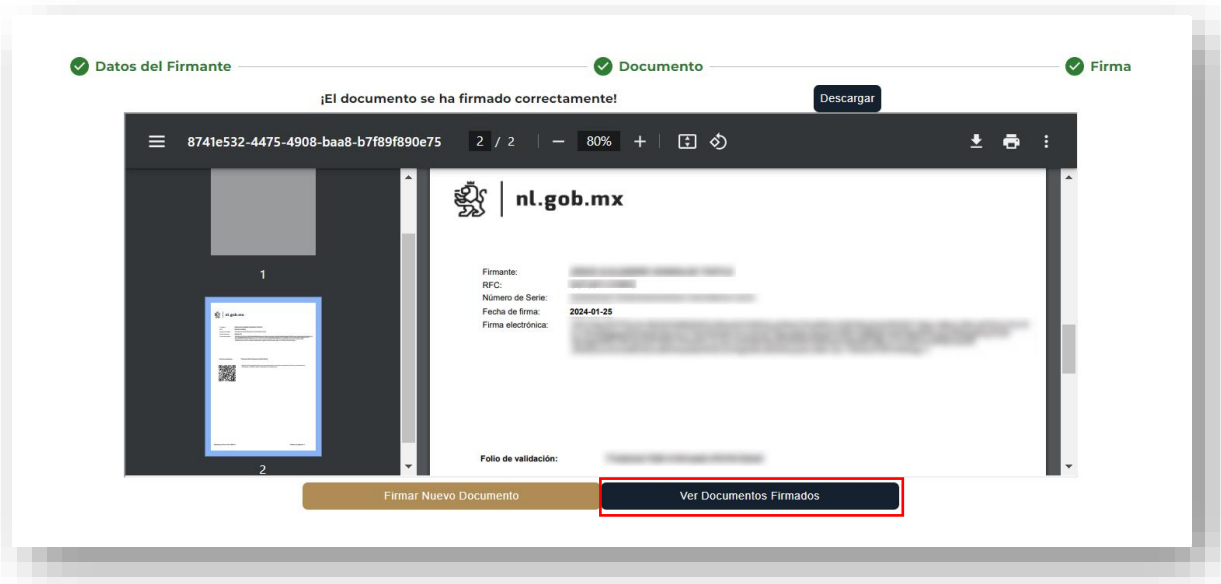 Datos del Firmante
Documento
Firma
¡El documento se ha firmado correctamente!
Descargar
8741e532-4475-4908-baa8-b7f89f890e75
2 / 2
80%
1
2
nl.gob.mx
Firmante:
RFC:
Número de Serie:
Fecha de firma: 2024-01-25
Firma electrónica:
Folio de validación:
Firmar Nuevo Documento
Ver Documentos Firmados